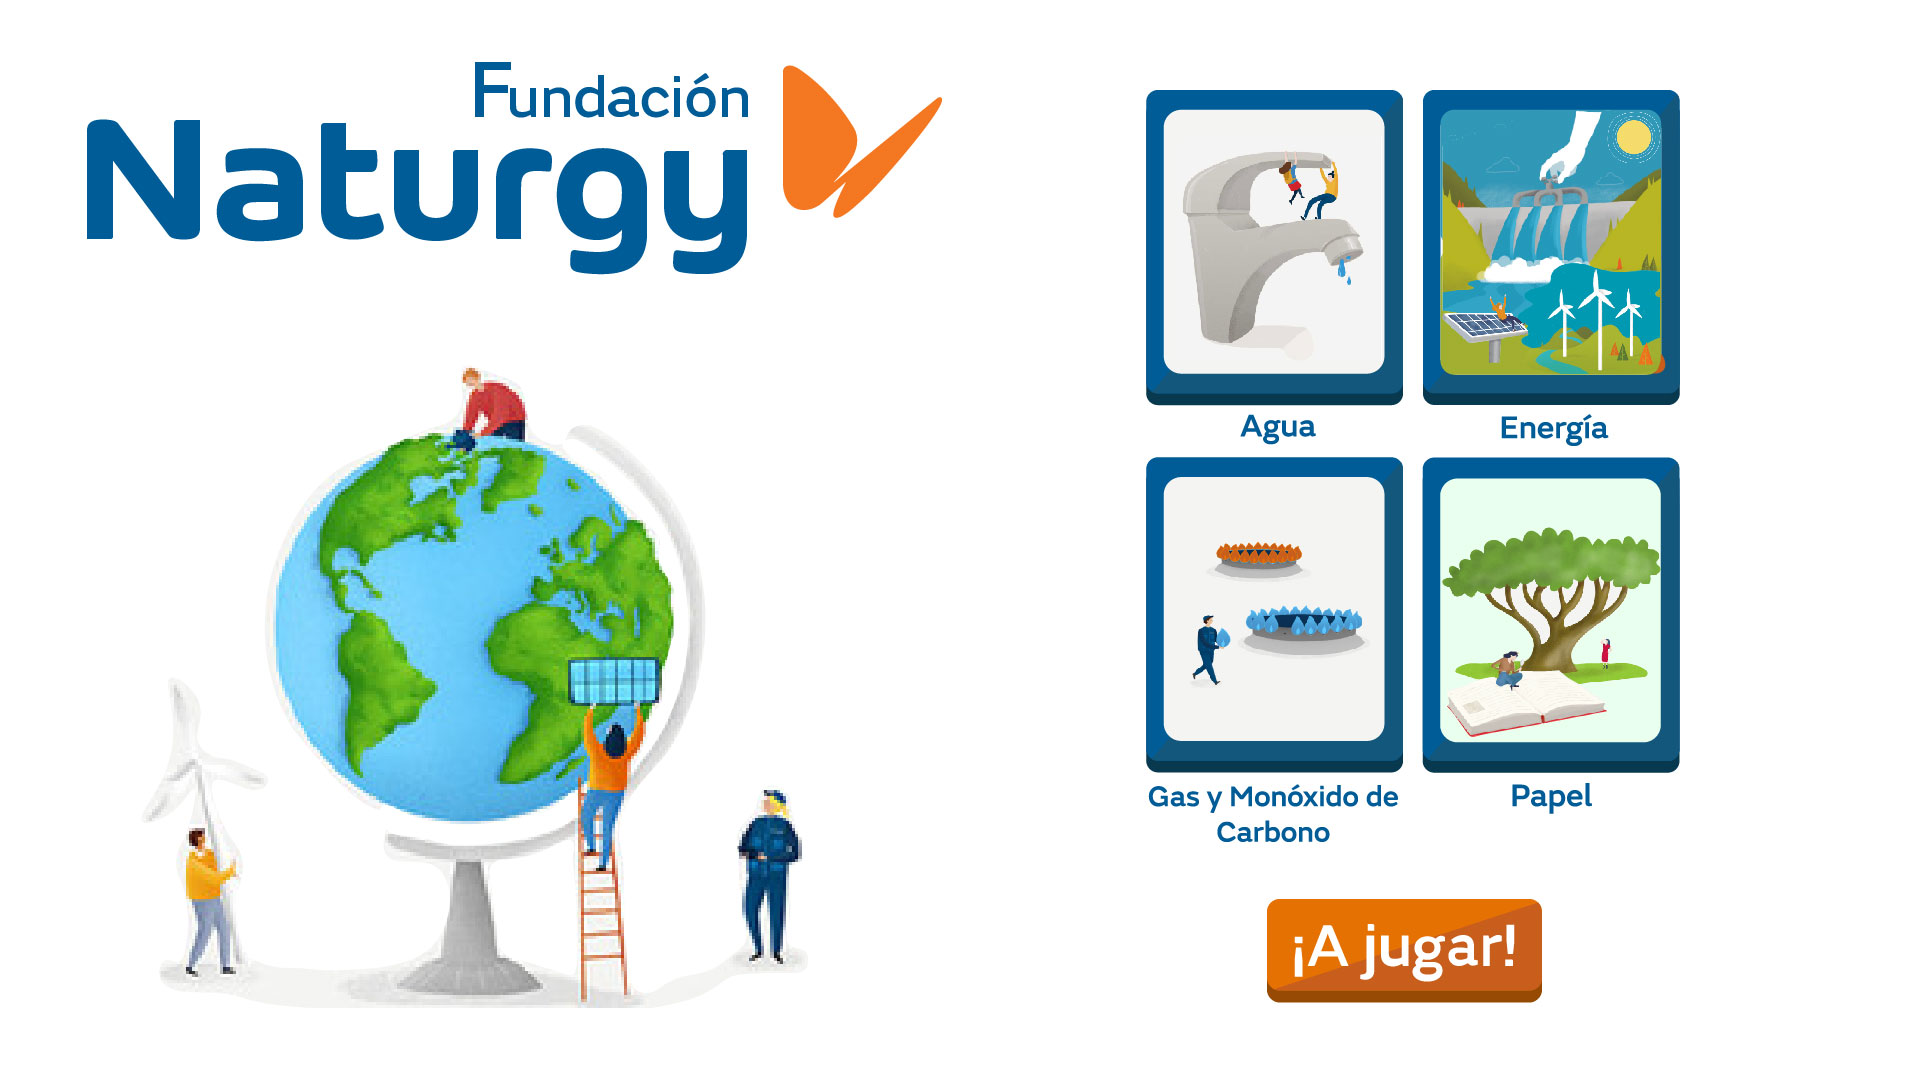 Fundación
Naturgy
Agua
Energía
Gas y Monóxido de
Carbono
Papel
¡A jugar!